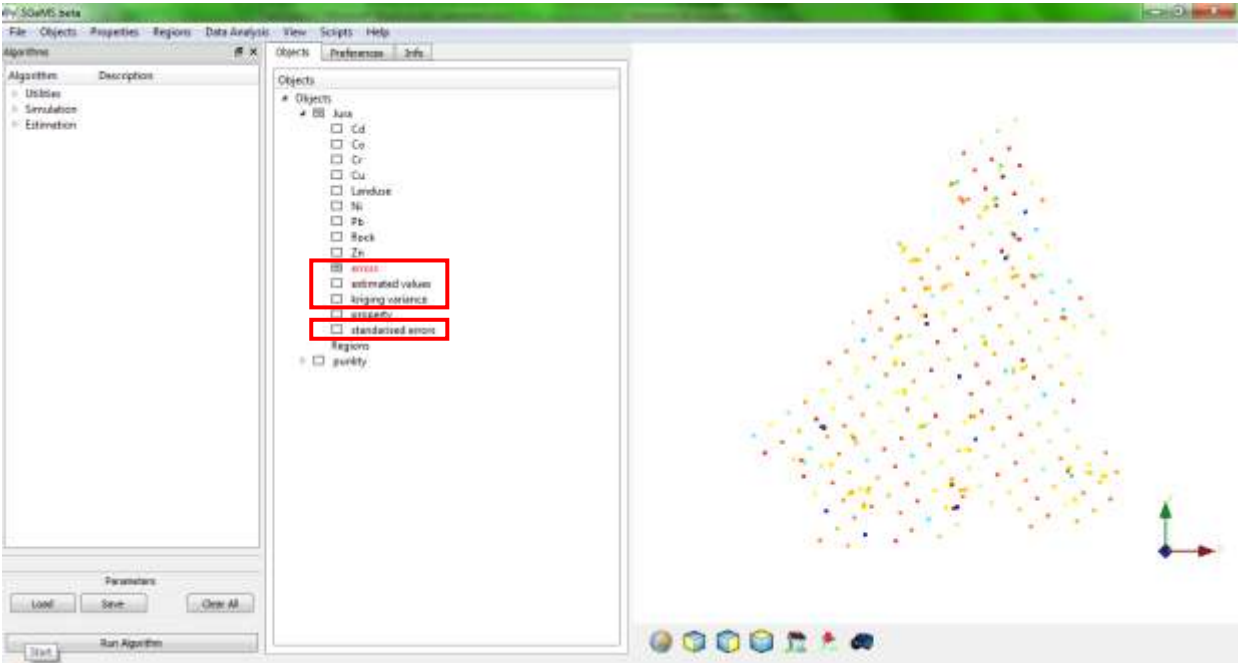 SGeMS beta
File Objects Properties Regions Data Analysis View Scripts Help
Algorithms
Objects Preferences Info
Algorithm Description
Utilities
Simulation
Estimation
Objects
Objects
Jura
Cd
Co
Cr
Cu
Landuse
Ni
Pb
Rock
Zn
errors
estimated values
kriging variance
property
standarised errors
Regions
punkty
Parameters
Load Save Clear All
Run Algorithm
Start